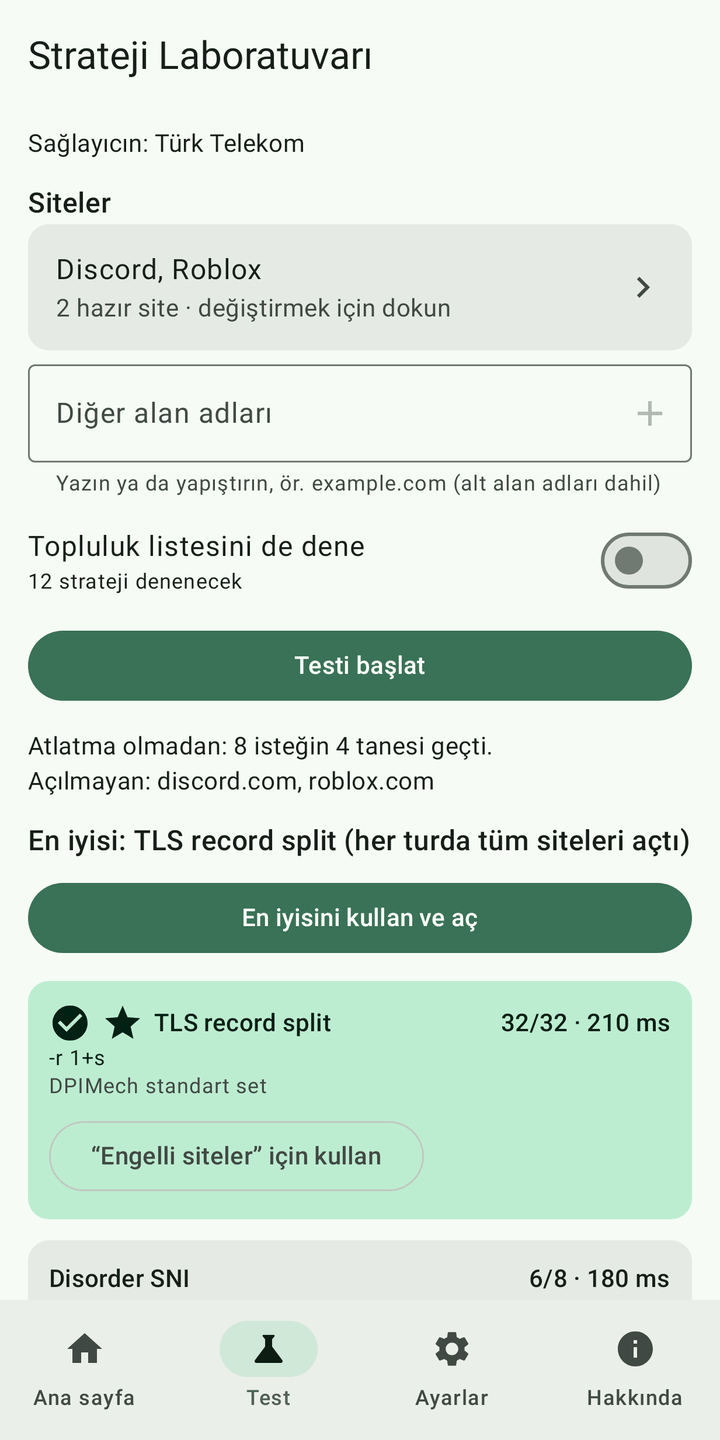 Strateji Laboratuvarı
Sağlayıcın: Türk Telekom
Siteler
Discord, Roblox
2 hazır site · değiştirmek için dokun
Diğer alan adları
Yazın ya da yapıştırın, ör. example.com (alt alan adları dahil)
Topluluk listesini de dene
12 strateji denenecek
Testi başlat
Atlatma olmadan: 8 isteğin 4 tanesi geçti.
Açılmayan: discord.com, roblox.com
En iyisi: TLS record split (her turda tüm siteleri açtı)
En iyisini kullan ve aç
TLS record split 32/32 · 210 ms
-r 1+s
DPIMech standart set
“Engelli siteler” için kullan
Disorder SNI 6/8 · 180 ms
Ana sayfa Test Ayarlar Hakkında